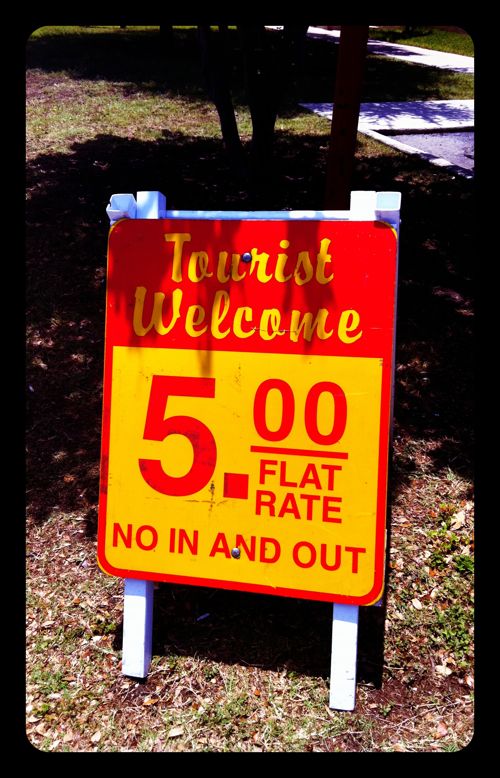 Tourist
Welcome
5.00
FLAT
RATE
NO IN AND OUT